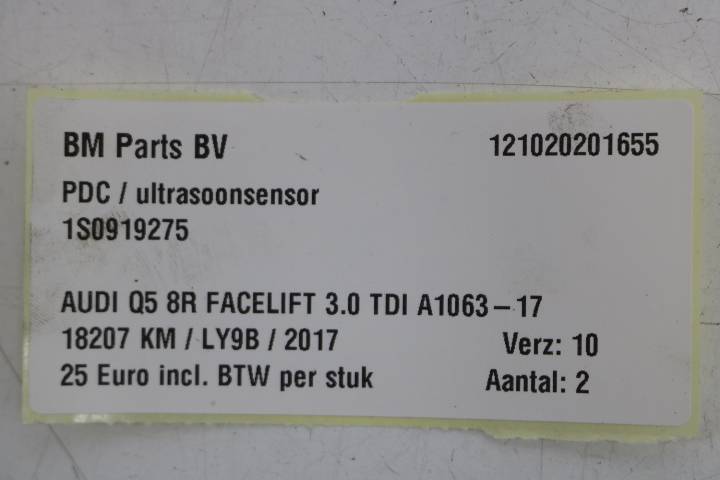 BM Parts BV 121020201655
PDC / ultrasoonsensor
1S0919275
AUDI Q5 8R FACELIFT 3.0 TDI A1063-17
18207 KM / LY9B / 2017 Verz: 10
25 Euro incl. BTW per stuk Aantal: 2